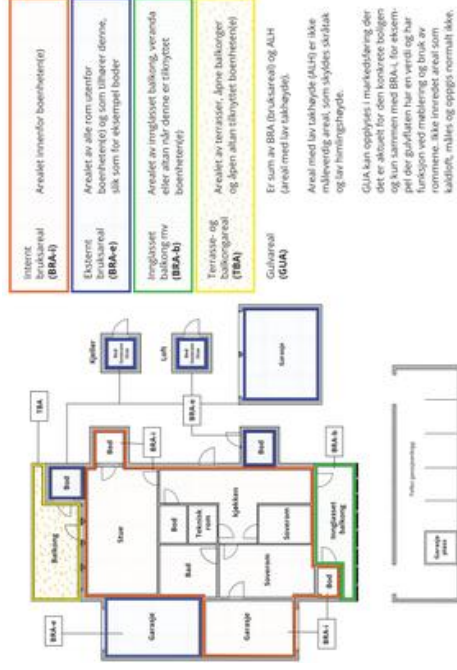 Internt
bruksareal
(BRA-i)
Arealet innenfor boenheten(e)
Eksternt
bruksareal
(BRA-e)
Arealet av alle rom utenfor
boenheten(e) og som tilhører denne,
slik som for eksempel boder
Innglasset
balkong mv
(BRA-b)
Arealet av innglasset balkong, veranda
eller altan når denne er tilknyttet
boenheten(e)
Terrasse- og
balkongareal
(TBA)
Arealet av terrasser, åpne balkonger
og åpen altan tilknyttet boenheten(e)
Gulvareal
(GUA)
Er sum av BRA (bruksareal) og ALH
(areal med lav takhøyde).
Areal med lav takhøyde (ALH) er ikke
måleverdig areal, som skyldes skråtak
og lav himlingshøyde.
GUA kan opplyses i markedsføring der
det er aktuelt for den konkrete boligen
og kun sammen med BRA-i, for eksem-
pel der gulvflaten har en verdi og har
funksjon ved møblering og bruk av
rommene. Ikke innredet areal som
kaldloft, måles og oppgis normalt ikke.
TBA
Kjeller
Loft
BRA-e
Balkong
Bod
Bod
BRA-i
BRA-e
Garasje
Stue
Bod
Garasje
Bad
Bod
Teknisk
rom
kjøkken
Soverom
Soverom
Garasje
Bod
Innglasset
balkong
BRA-b
BRA-i
Garasje
plass